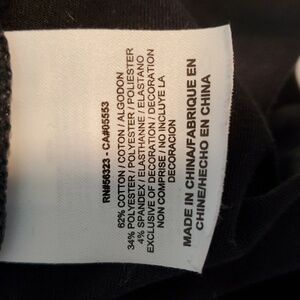 RN#56323 - CA#05553
62% COTTON / COTON / ALGODON
34% POLYESTER / POLYESTER / POLIESTER
4% SPANDEX / ELASTHANNE / ELASTANO
EXCLUSIVE OF DECORATION / DECORATION
NON COMPRISE / NO INCLUYE LA
DECORACION
MADE IN CHINA/FABRIQUE EN
CHINE/HECHO EN CHINA